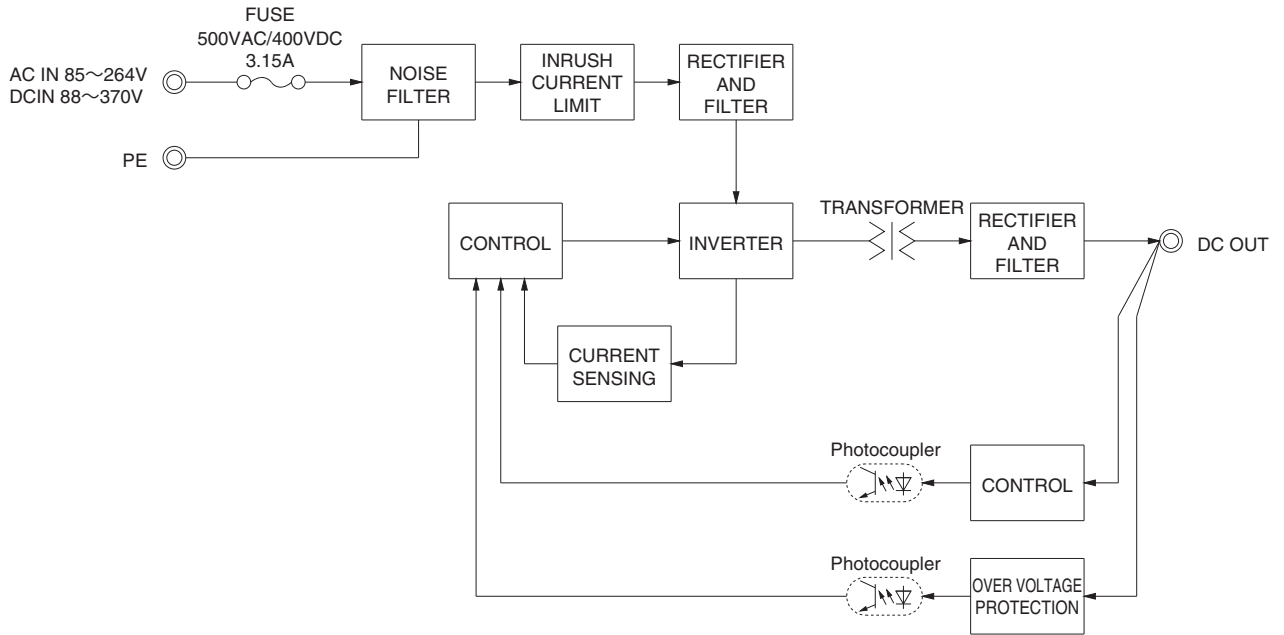 FUSE
500VAC/400VDC
3.15A
AC IN 85～264V
DCIN 88～370V
NOISE
FILTER
INRUSH
CURRENT
LIMIT
RECTIFIER
AND
FILTER
PE
CONTROL
INVERTER
TRANSFORMER
RECTIFIER
AND
FILTER
DC OUT
CURRENT
SENSING
Photocoupler
CONTROL
Photocoupler
OVER VOLTAGE
PROTECTION